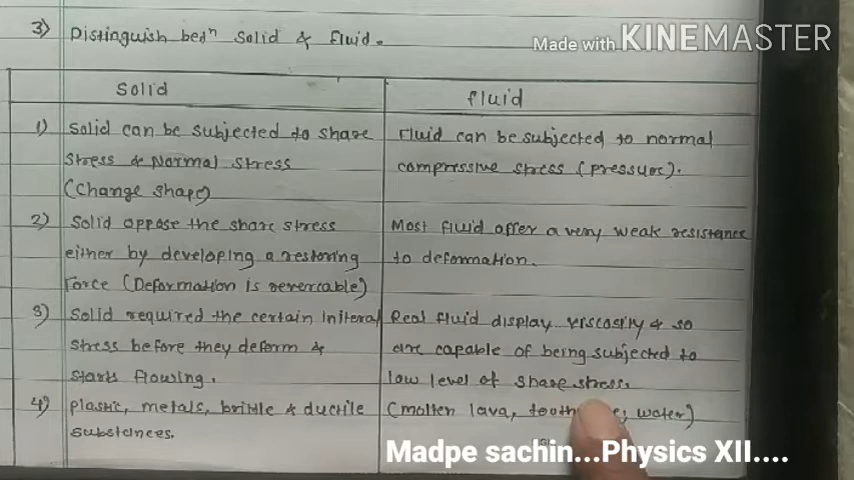 3) Distinguish betn solid & fluid.
Made with KINEMASTER
solid
fluid
1) solid can be subjected to share
stress & Normal stress
(change shape)
fluid can be subjected to normal
compressive stress (pressure).
2) solid oppose the share stress
either by developing a restoring
force (Deformation is reversable)
Most fluid offer a very weak resistance
to deformation.
3) solid required the certain initeral
stress before they deform &
starts flowing.
Real fluid display viscosity & so
are capable of being subjected to
low level of share stress.
4) plastic, metals, brittle & ductile
substances.
(molten lava, water)
Madpe sachin...Physics XII....